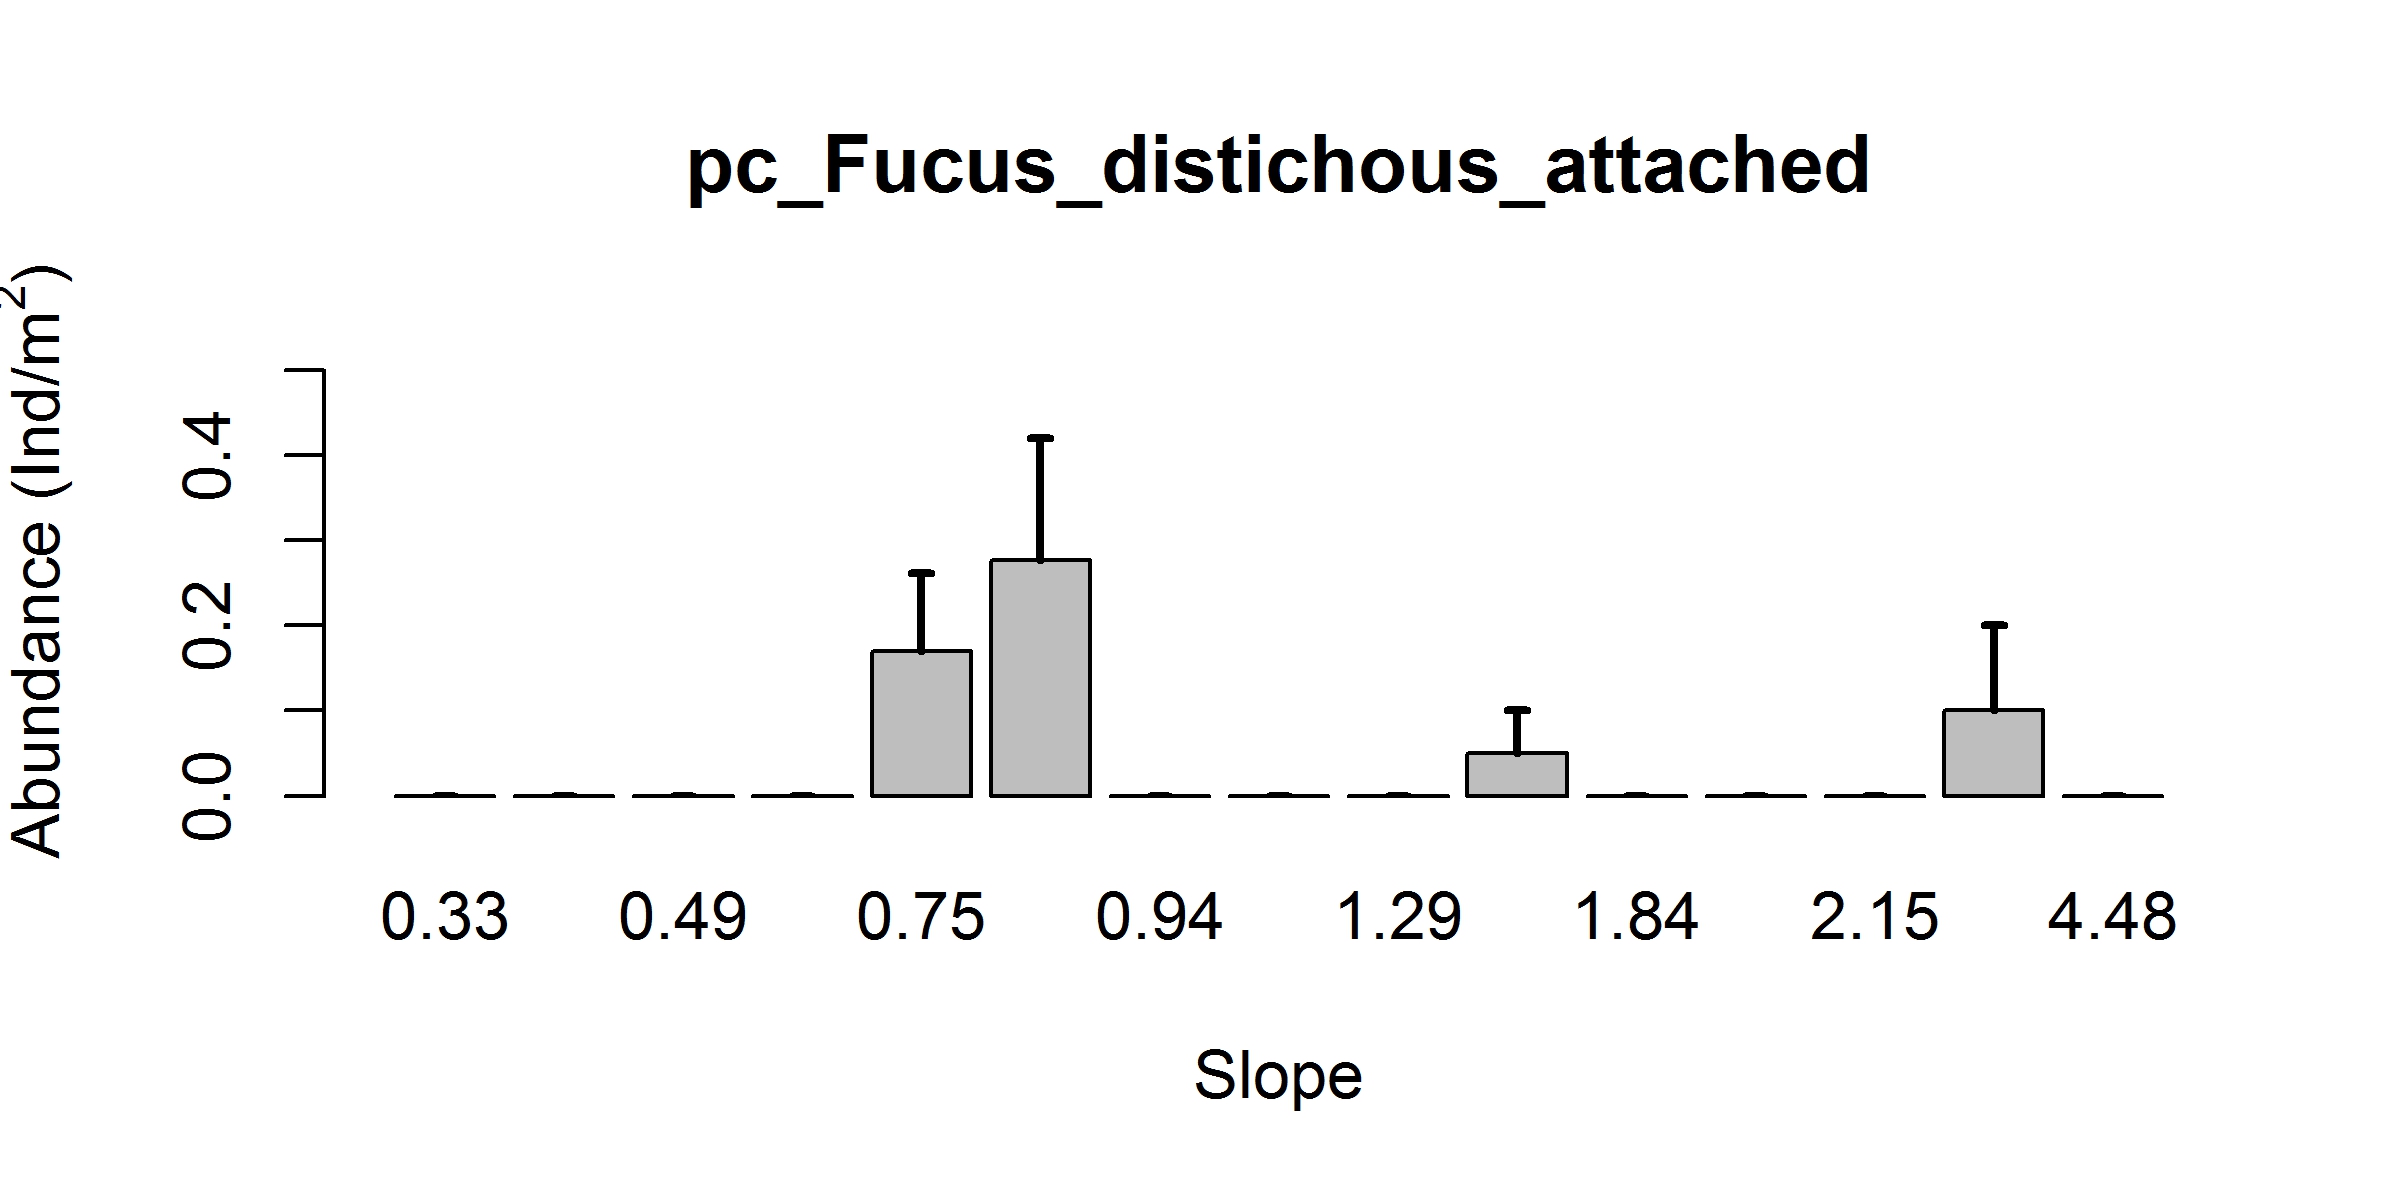 pc_Fucus_distichous_attached
Abundance (Ind/m²)
0.4
0.2
0.0
0.33 0.49 0.75 0.94 1.29 1.84 2.15 4.48
Slope